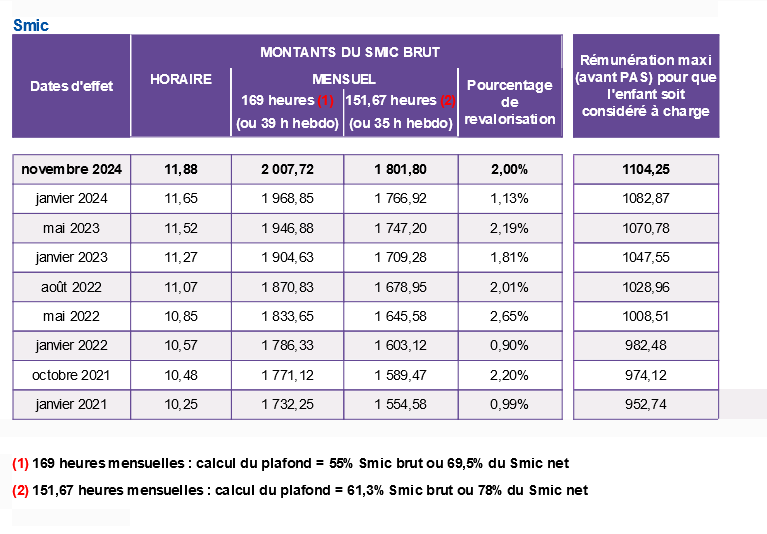 Smic
MONTANTS DU SMIC BRUT
Rémunération maxi
(avant PAS) pour que
l'enfant soit
considéré à charge
Dates d'effet
HORAIRE
MENSUEL
Pourcentage
de
revalorisation
169 heures (1)
(ou 39 h hebdo)
151,67 heures (2)
(ou 35 h hebdo)
novembre 2024 11,88 2 007,72 1 801,80 2,00% 1104,25
janvier 2024 11,65 1 968,85 1 766,92 1,13% 1082,87
mai 2023 11,52 1 946,88 1 747,20 2,19% 1070,78
janvier 2023 11,27 1 904,63 1 709,28 1,81% 1047,55
août 2022 11,07 1 870,83 1 678,95 2,01% 1028,96
mai 2022 10,85 1 833,65 1 645,58 2,65% 1008,51
janvier 2022 10,57 1 786,33 1 603,12 0,90% 982,48
octobre 2021 10,48 1 771,12 1 589,47 2,20% 974,12
janvier 2021 10,25 1 732,25 1 554,58 0,99% 952,74
(1) 169 heures mensuelles : calcul du plafond = 55% Smic brut ou 69,5% du Smic net
(2) 151,67 heures mensuelles : calcul du plafond = 61,3% Smic brut ou 78% du Smic net